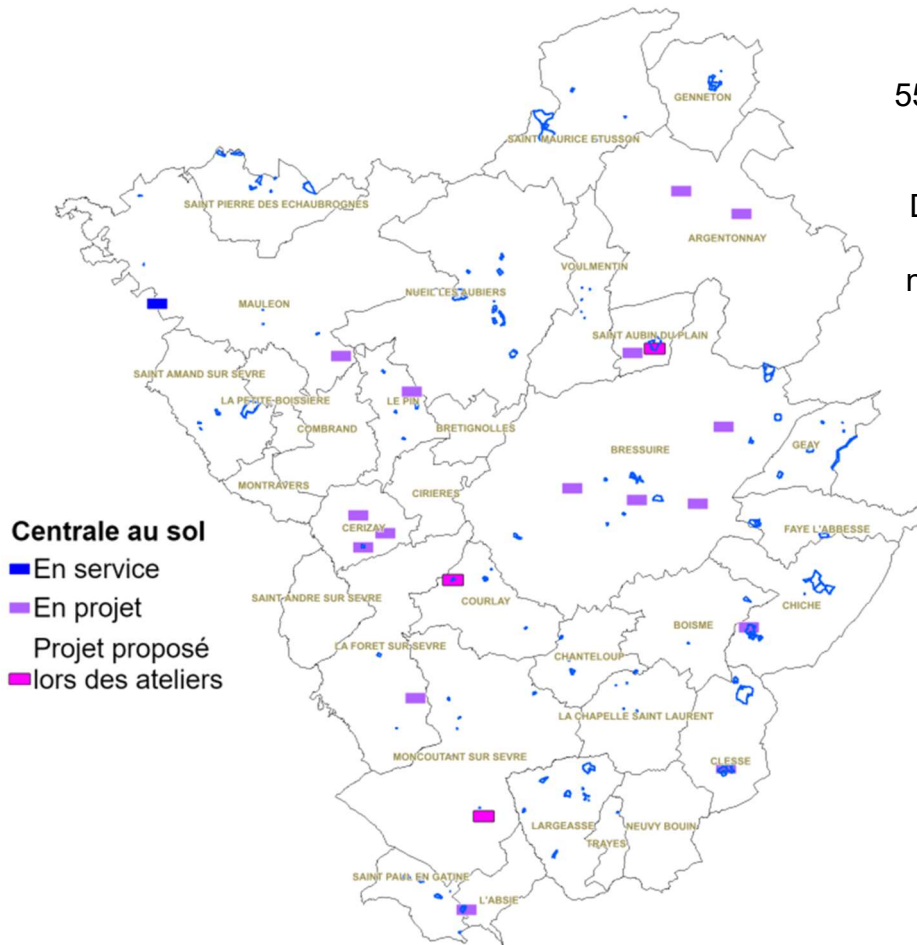 55
GENNETON
SAINT MAURICE ETUSSON
SAINT PIERRE DES ECHAUBROGNES
D
ARGENTONNAY
VOULMENTIN
n
NUEIL LES AUBIERS
MAULEON
SAINT AUBIN DU PLAIN
SAINT AMAND SUR SEVRE
LA PETITE-BOISSIERE
LE PIN
COMBRAND
BRETIGNOLLES
BRESSUIRE
GEAY
MONTRAVERS
CIRIERES
CERIZAY
FAYE L'ABBESSE
Centrale au sol
En service
En projet
Projet proposé
lors des ateliers
SAINT ANDRE SUR SEVRE
COURLAY
CHICHE
BOISME
LA FORET SUR SEVRE
CHANTELOUP
LA CHAPELLE SAINT LAURENT
MONCOUTANT SUR SEVRE
CLESSE
LARGEASSE
NEUVY BOUIN
TRAYES
SAINT PAUL EN GATINE
L'ABSIE